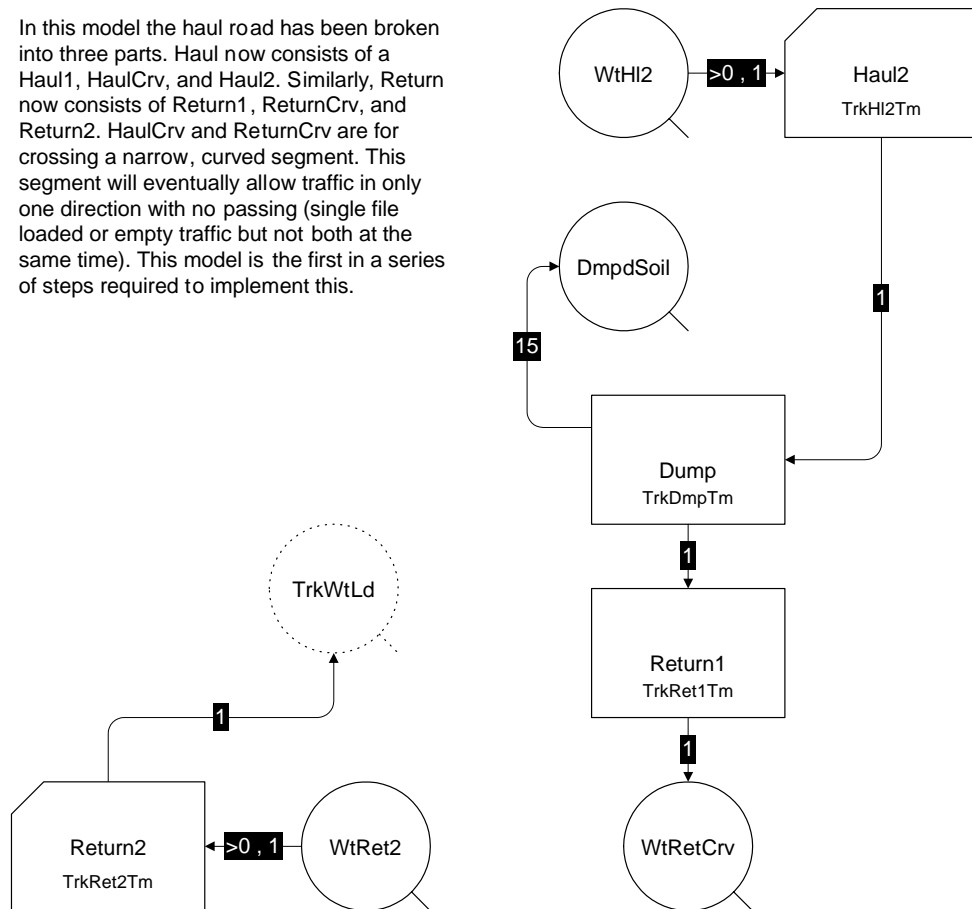 In this model the haul road has been broken
into three parts. Haul now consists of a
Haul1, HaulCrv, and Haul2. Similarly, Return
now consists of Return1, ReturnCrv, and
Return2. HaulCrv and ReturnCrv are for
crossing a narrow, curved segment. This
segment will eventually allow traffic in only
one direction with no passing (single file
loaded or empty traffic but not both at the
same time). This model is the first in a series
of steps required to implement this.
WtHl2
>0 , 1
Haul2
TrkHl2Tm
DmpdSoil
1
15
Dump
TrkDmpTm
1
TrkWtLd
Return1
TrkRet1Tm
1
1
Return2
TrkRet2Tm
>0 , 1
WtRet2
WtRetCrv